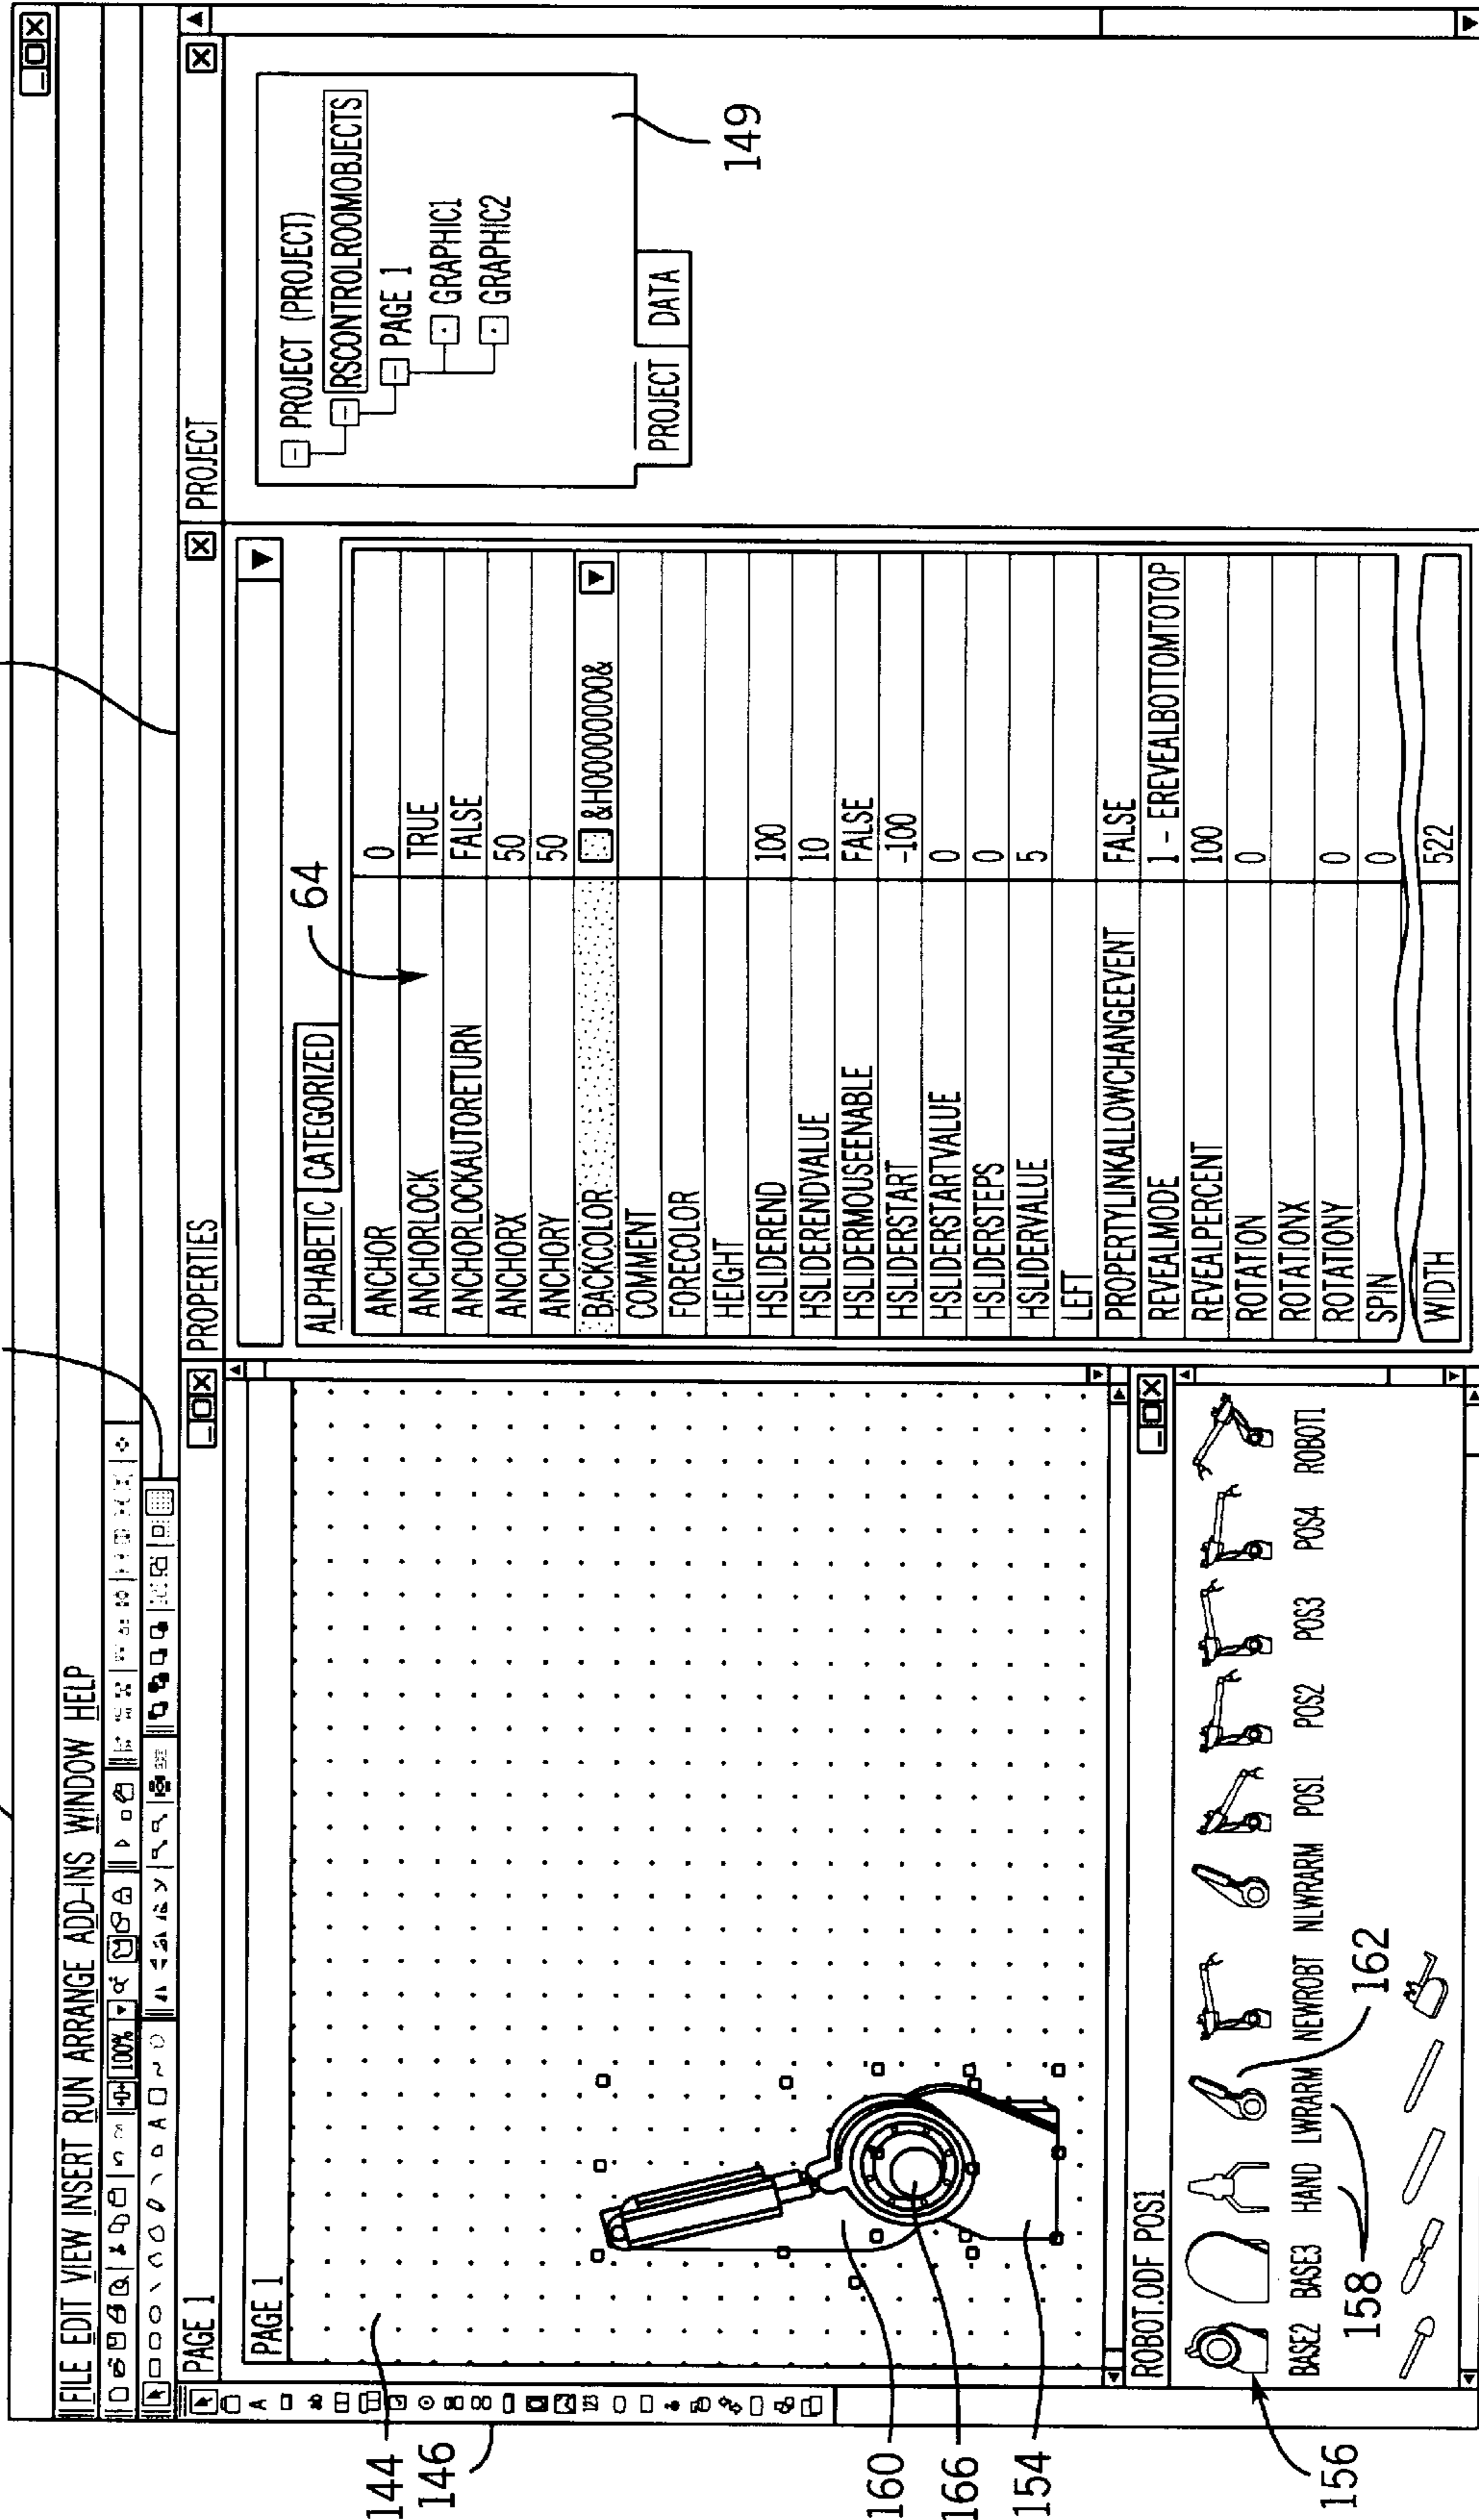 FILE EDIT VIEW INSERT RUN ARRANGE ADD-INS WINDOW HELP
100%
A
PAGE 1
PAGE 1
A
ab
123
144
146
160
166
154
ROBOT.ODF POS1
BASE2 BASE3 HAND LWRARM NEWROBT NLWRARM POS1 POS2 POS3 POS4 ROBOT1
158
162
156
PROPERTIES
ALPHABETIC CATEGORIZED
64
ANCHOR 0
ANCHORLOCK TRUE
ANCHORLOCKAUTORETURN FALSE
ANCHORX 50
ANCHORY 50
BACKCOLOR &H00000000&
COMMENT
FORECOLOR
HEIGHT
HSLIDEREND 100
HSLIDERENDVALUE 10
HSLIDERMOUSEENABLE FALSE
HSLIDERSTART -100
HSLIDERSTARTVALUE 0
HSLIDERSTEPS 0
HSLIDERVALUE 5
LEFT
PROPERTYLINKALLOWCHANGEEVENT FALSE
REVEALMODE 1 - EREVEALBOTTOMTOTOP
REVEALPERCENT 100
ROTATION 0
ROTATIONX
ROTATIONY 0
SPIN 0
WIDTH 522
PROJECT
PROJECT (PROJECT)
RSCONTROLROOMOBJECTS
PAGE 1
GRAPHIC1
GRAPHIC2
PROJECT DATA
149